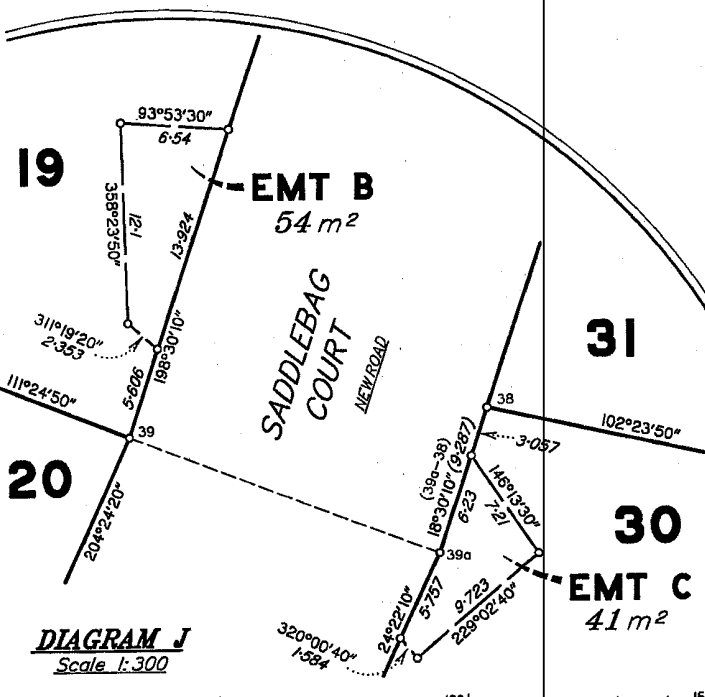 93°53'30"
6·54
19
EMT B
54 m²
358°23'50"
12·1
13·924
311°19'20"
2·353
198°30'10"
5·606
SADDLEBAG
COURT
NEW ROAD
31
111°24'50"
39
38
102°23'50"
3·057
(39a-38)
18°30'10" (9·287)
6·23
146°13'30"
7·21
20
204°24'20"
30
39a
EMT C
41 m²
24°22'10"
5·757
9·723
229°02'40"
320°00'40"
1·584
DIAGRAM J
Scale 1:300